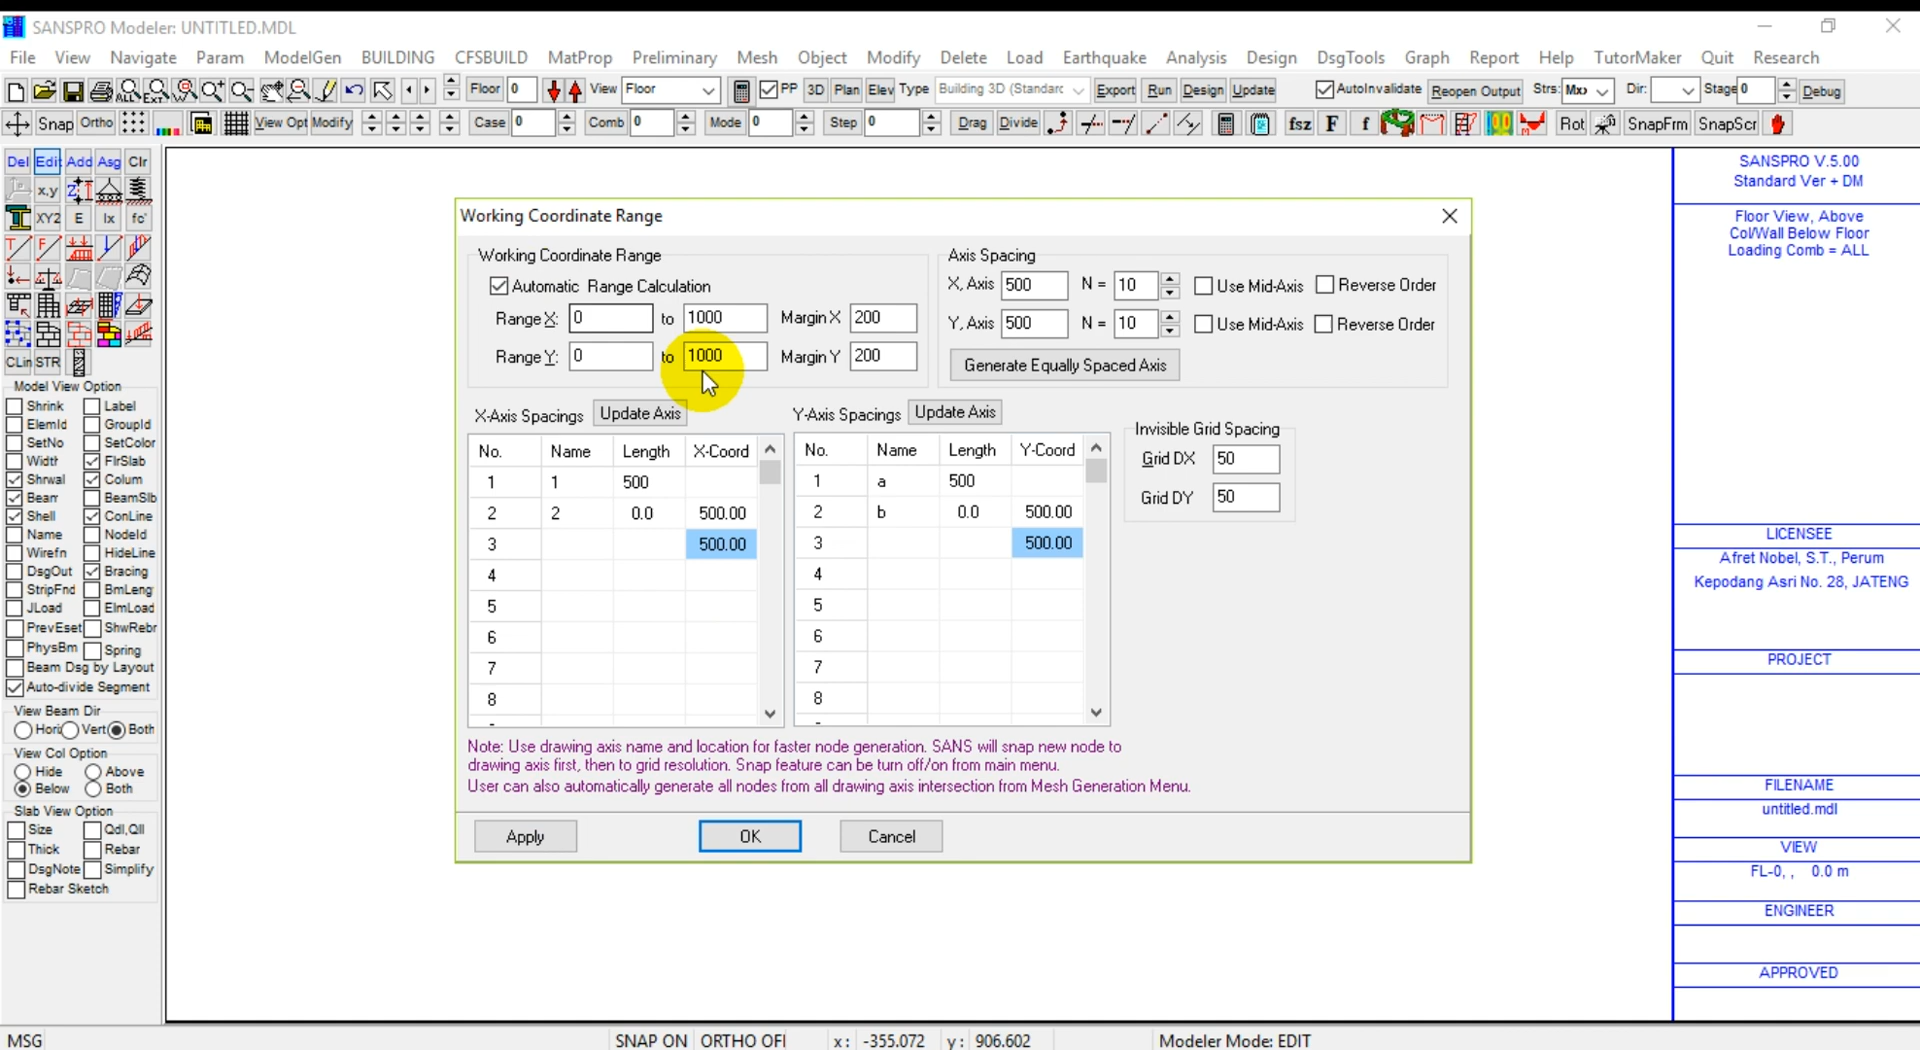 SANSPRO Modeler: UNTITLED.MDL
File View Navigate Param ModelGen BUILDING CFSBUILD MatProp Preliminary Mesh Object Modify Delete Load Earthquake Analysis Design DsgTools Graph Report Help TutorMaker Quit Research
ALL EXT Floor 0 View Floor PP 3D Plan Elev Type Building 3D (Standarc Export Run Design Update AutoInvalidate Reopen Output Strs: Mxx Dir: Stage 0 Debug
Snap Ortho View Opt Modify Case 0 Comb 0 Mode 0 Step 0 Drag Divide fsz F f Rot SnapFrm SnapScr
Del Edit Add Asg Clr
x,y Z
XY2 E Ix fc'
T F
CLin STR
Model View Option
Shrink Label
ElemId GroupId
SetNo SetColor
Width FlrSlab
Shrwal Colum
Beam BeamSlb
Shell ConLine
Name NodeId
Wirefn HideLine
DsgOut Bracing
StripFnd BmLeng
JLoad ElmLoad
PrevEset ShwRebr
PhysBm Spring
Beam Dsg by Layout
Auto-divide Segment
View Beam Dir
Hori Vert Both
View Col Option
Hide Above
Below Both
Slab View Option
Size Qdl,Qll
Thick Rebar
DsgNote Simplify
Rebar Sketch
Working Coordinate Range
Working Coordinate Range
Automatic Range Calculation
Range X: 0 to 1000 Margin X 200
Range Y: 0 to 1000 Margin Y 200
Axis Spacing
X, Axis 500 N = 10 Use Mid-Axis Reverse Order
Y, Axis 500 N = 10 Use Mid-Axis Reverse Order
Generate Equally Spaced Axis
X-Axis Spacings Update Axis
No. Name Length X-Coord
1 1 500
2 2 0.0 500.00
3 500.00
4
5
6
7
8
Y-Axis Spacings Update Axis
No. Name Length Y-Coord
1 a 500
2 b 0.0 500.00
3 500.00
4
5
6
7
8
Invisible Grid Spacing
Grid DX 50
Grid DY 50
Note: Use drawing axis name and location for faster node generation. SANS will snap new node to
drawing axis first, then to grid resolution. Snap feature can be turn off/on from main menu.
User can also automatically generate all nodes from all drawing axis intersection from Mesh Generation Menu.
Apply OK Cancel
SANSPRO V.5.00
Standard Ver + DM
Floor View, Above
Col/Wall Below Floor
Loading Comb = ALL
LICENSEE
Afret Nobel, S.T., Perum
Kepodang Asri No. 28, JATENG
PROJECT
FILENAME
untitled.mdl
VIEW
FL-0, , 0.0 m
ENGINEER
APPROVED
MSG SNAP ON ORTHO OFF x: -355.072 y: 906.602 Modeler Mode: EDIT